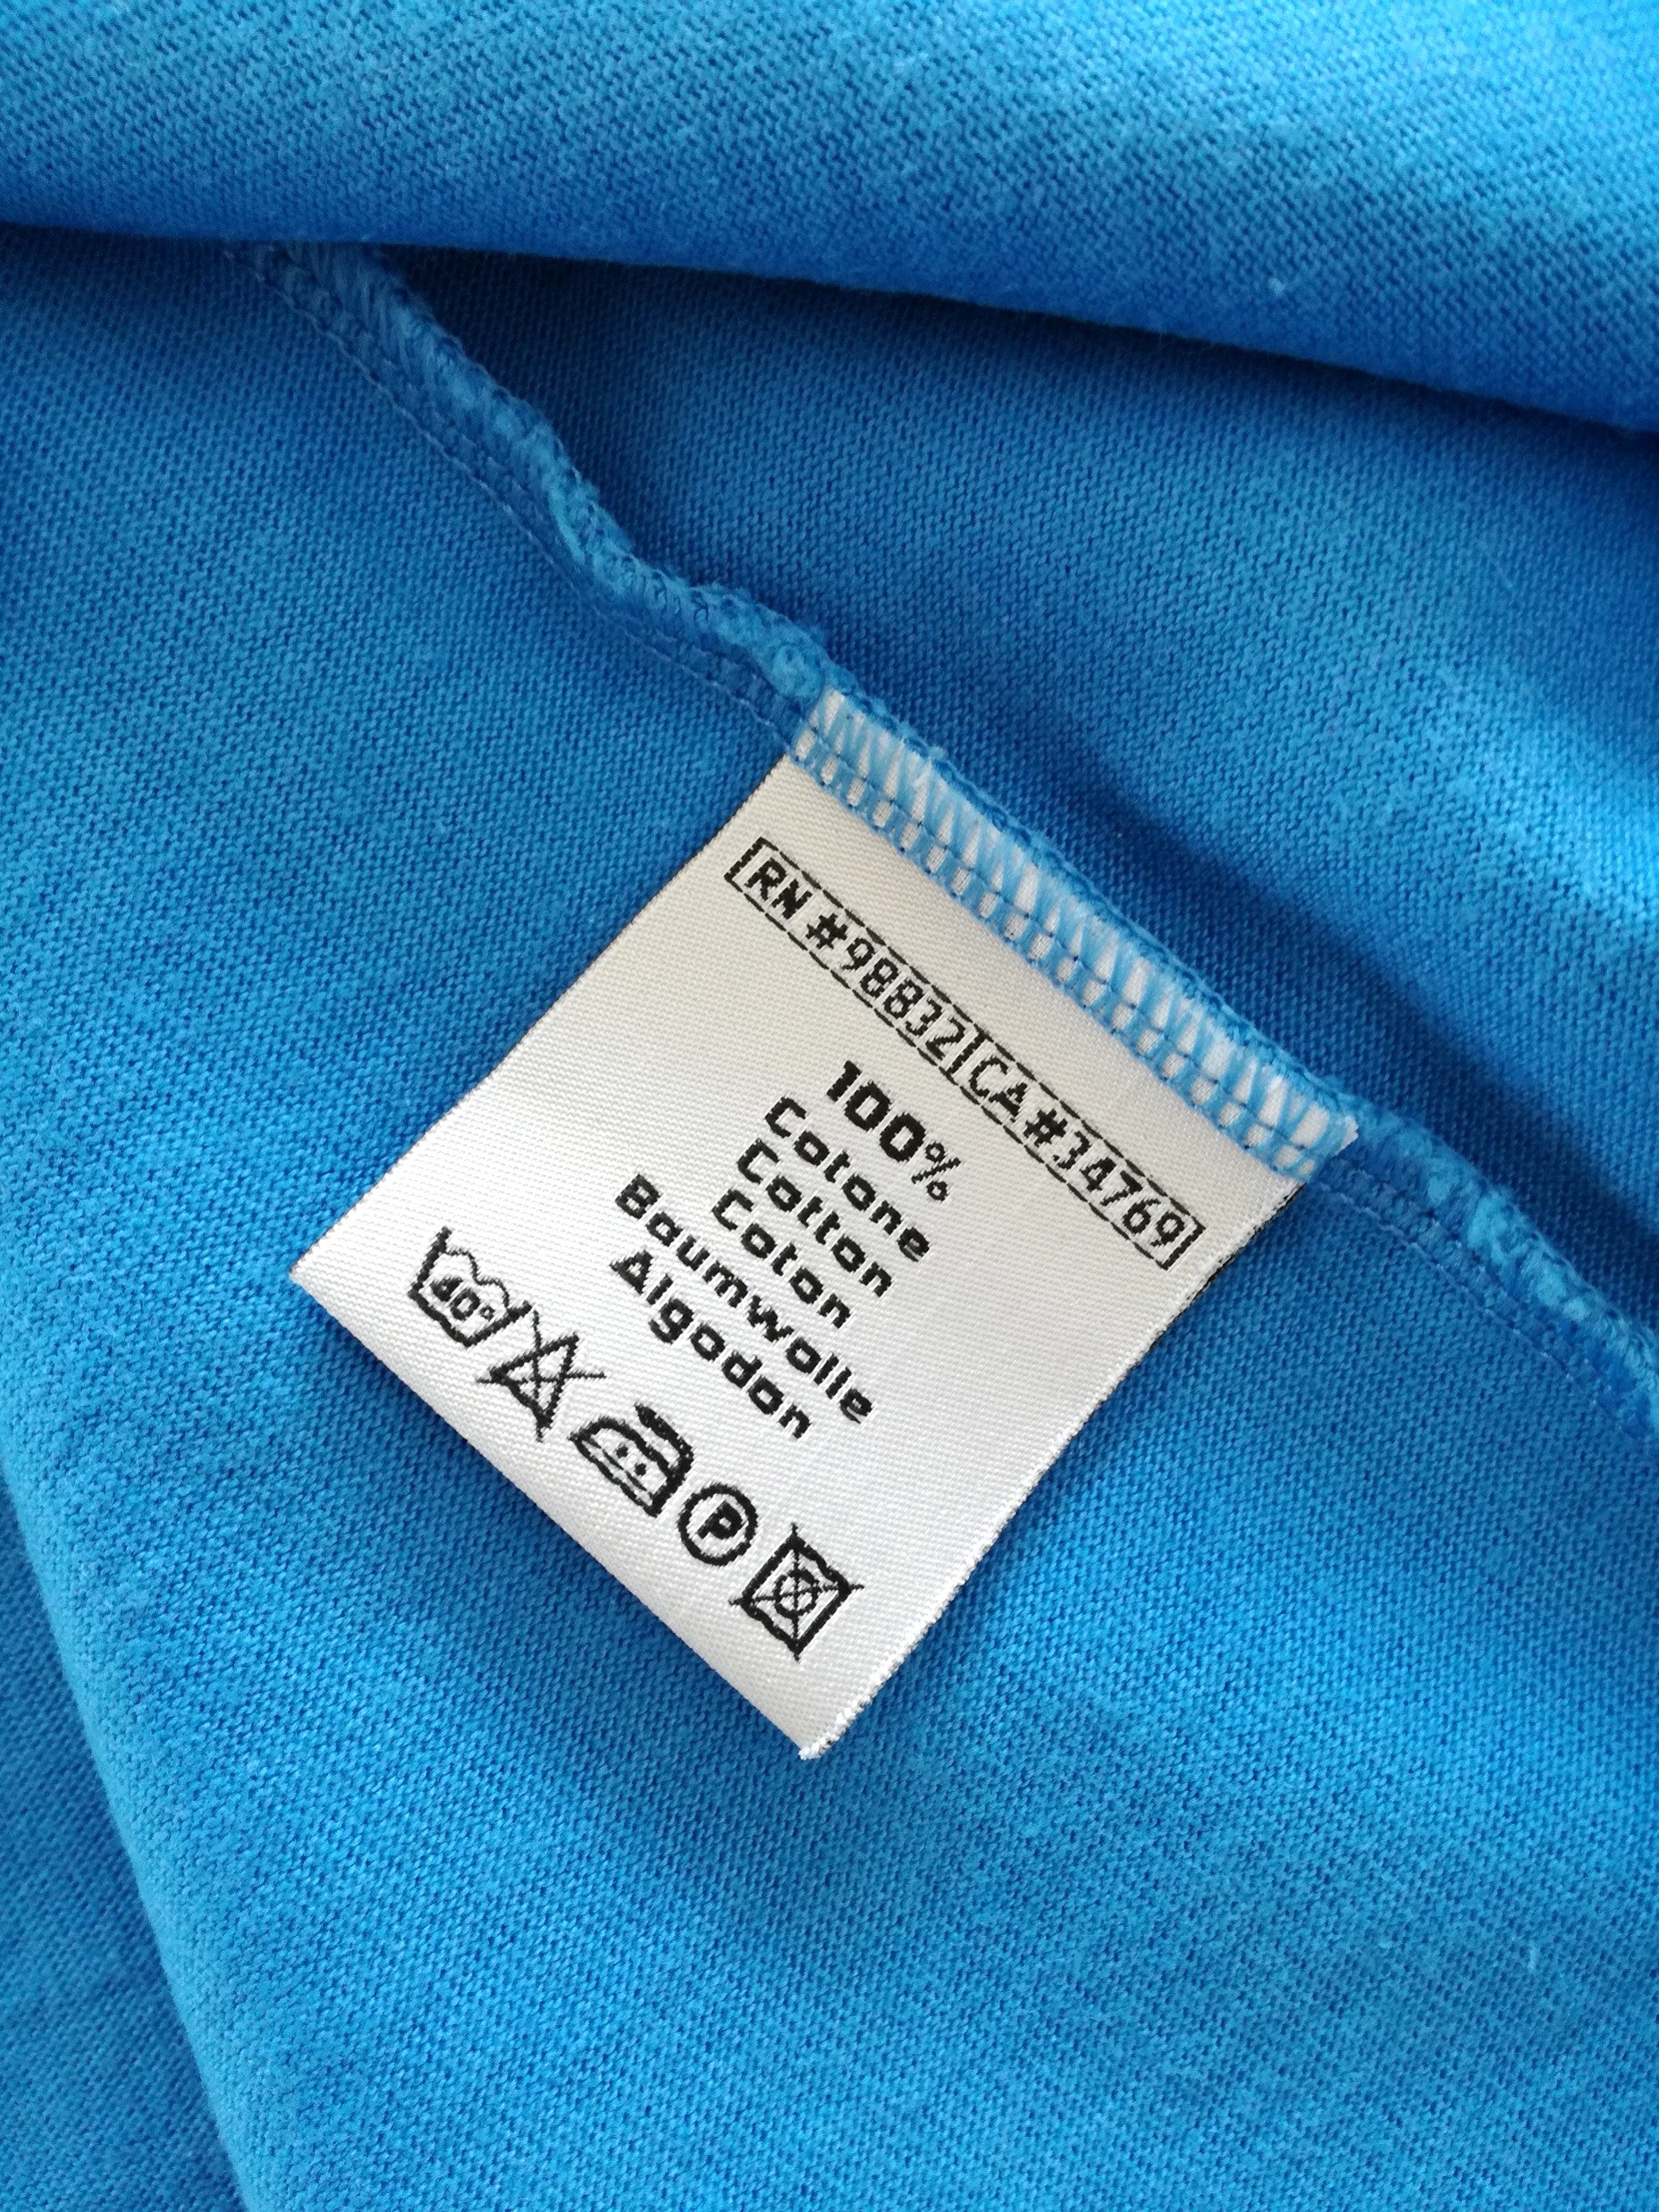 RN #98832 CA#34769
100%
Cotone
Cotton
Coton
Baumwolle
Algodon
40° P